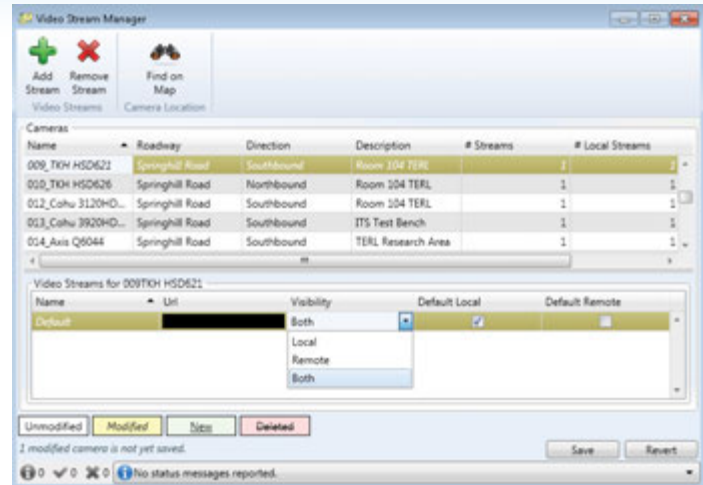 Video Stream Manager
Add Stream
Remove Stream
Find on Map
Video Streams
Camera Location
Cameras
Name Roadway Direction Description # Streams # Local Streams
009_TKH HSD621 Springhill Road Southbound Room 104 TERL 1 1
010_TKH HSD626 Springhill Road Northbound Room 104 TERL 1 1
012_Cohu 3120HD... Springhill Road Southbound Room 104 TERL 1 1
013_Cohu 3920HD... Springhill Road Southbound ITS Test Bench 1 1
014_Axis Q6044 Springhill Road Southbound TERL Research Area 1 1
Video Streams for 009TKH HSD621
Name Url Visibility Default Local Default Remote
Default Both
Local
Remote
Both
Unmodified Modified New Deleted
1 modified camera is not yet saved.
Save Revert
0 0 0 No status messages reported.